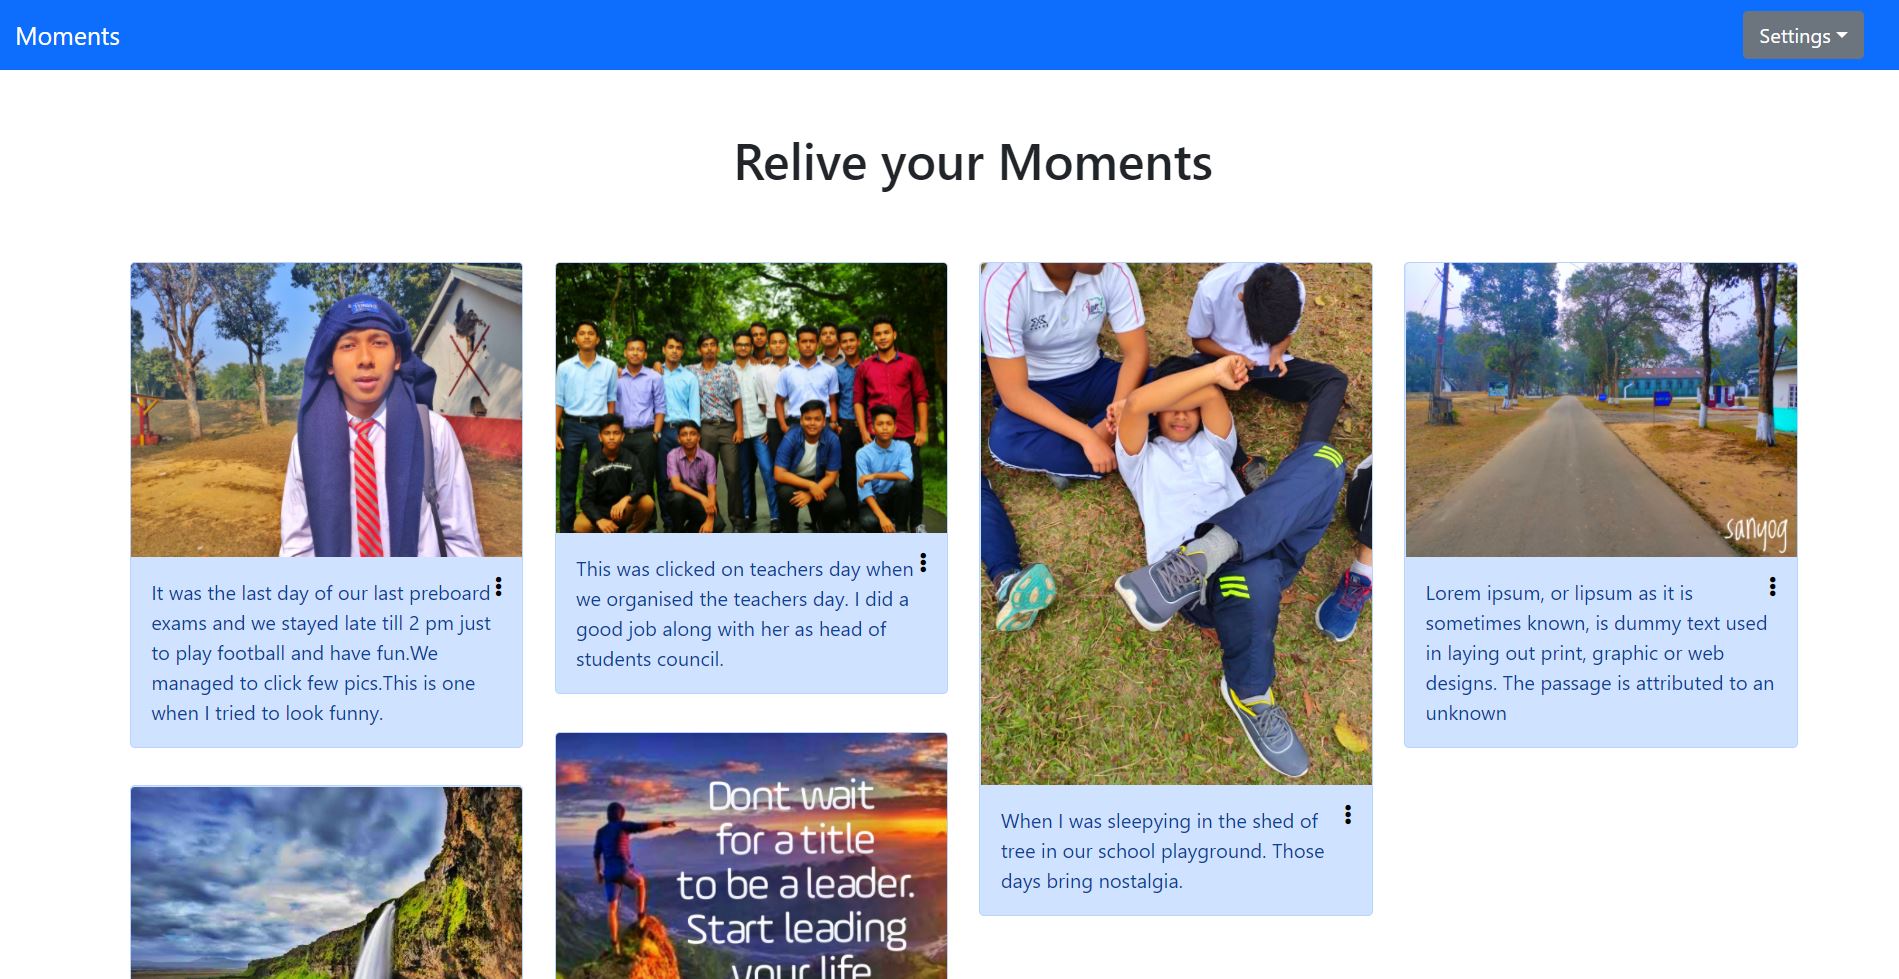 Moments
Settings
Relive your Moments
It was the last day of our last preboard
exams and we stayed late till 2 pm just
to play football and have fun.We
managed to click few pics.This is one
when I tried to look funny.
This was clicked on teachers day when
we organised the teachers day. I did a
good job along with her as head of
students council.
Dont wait
for a title
to be a leader.
Start leading
your life
When I was sleepying in the shed of
tree in our school playground. Those
days bring nostalgia.
sanyog
Lorem ipsum, or lipsum as it is
sometimes known, is dummy text used
in laying out print, graphic or web
designs. The passage is attributed to an
unknown